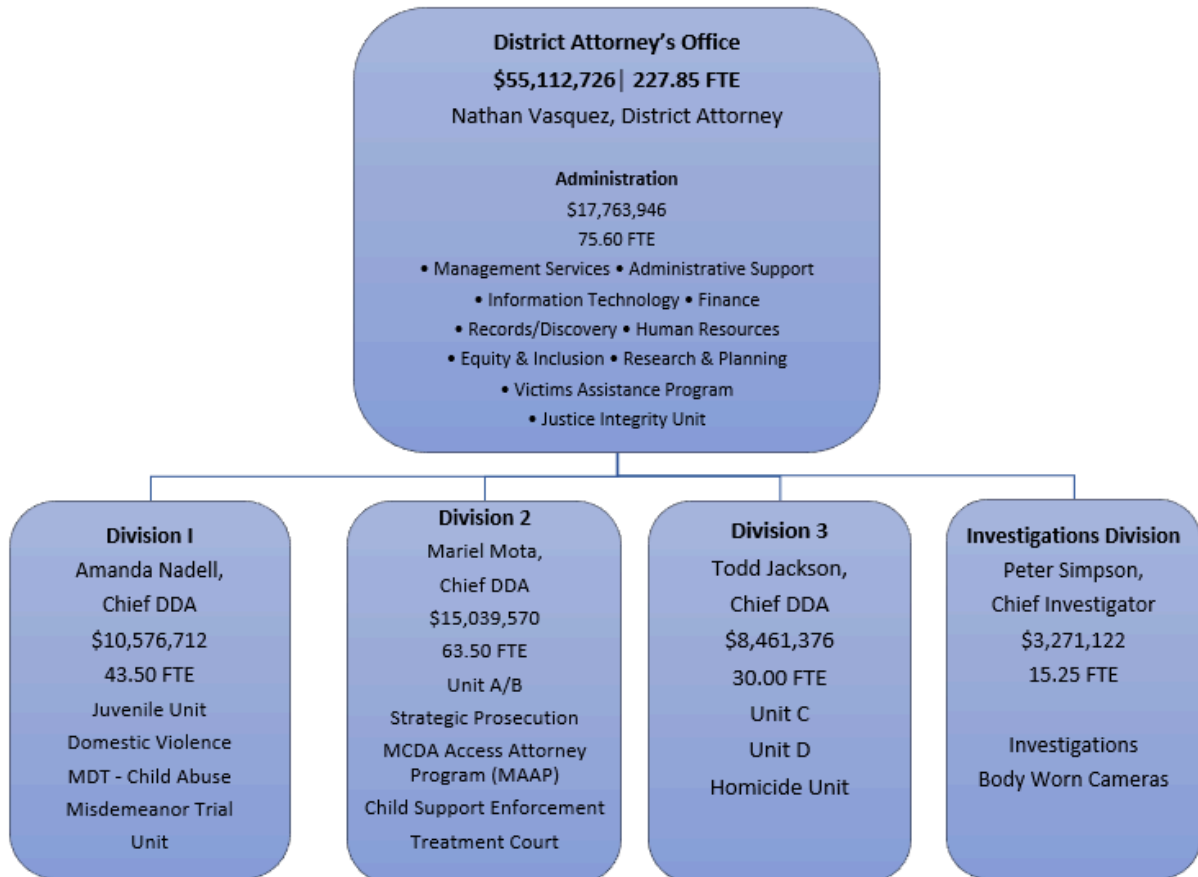 District Attorney’s Office
$55,112,726| 227.85 FTE
Nathan Vasquez, District Attorney
Administration
$17,763,946
75.60 FTE
• Management Services • Administrative Support
• Information Technology • Finance
• Records/Discovery • Human Resources
• Equity & Inclusion • Research & Planning
• Victims Assistance Program
• Justice Integrity Unit
Division I
Amanda Nadell,
Chief DDA
$10,576,712
43.50 FTE
Juvenile Unit
Domestic Violence
MDT - Child Abuse
Misdemeanor Trial
Unit
Division 2
Mariel Mota,
Chief DDA
$15,039,570
63.50 FTE
Unit A/B
Strategic Prosecution
MCDA Access Attorney
Program (MAAP)
Child Support Enforcement
Treatment Court
Division 3
Todd Jackson,
Chief DDA
$8,461,376
30.00 FTE
Unit C
Unit D
Homicide Unit
Investigations Division
Peter Simpson,
Chief Investigator
$3,271,122
15.25 FTE
Investigations
Body Worn Cameras